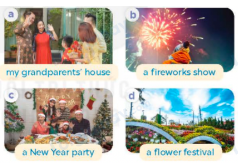 a
my grandparents' house
b
a fireworks show
c
a New Year party
d
a flower festival